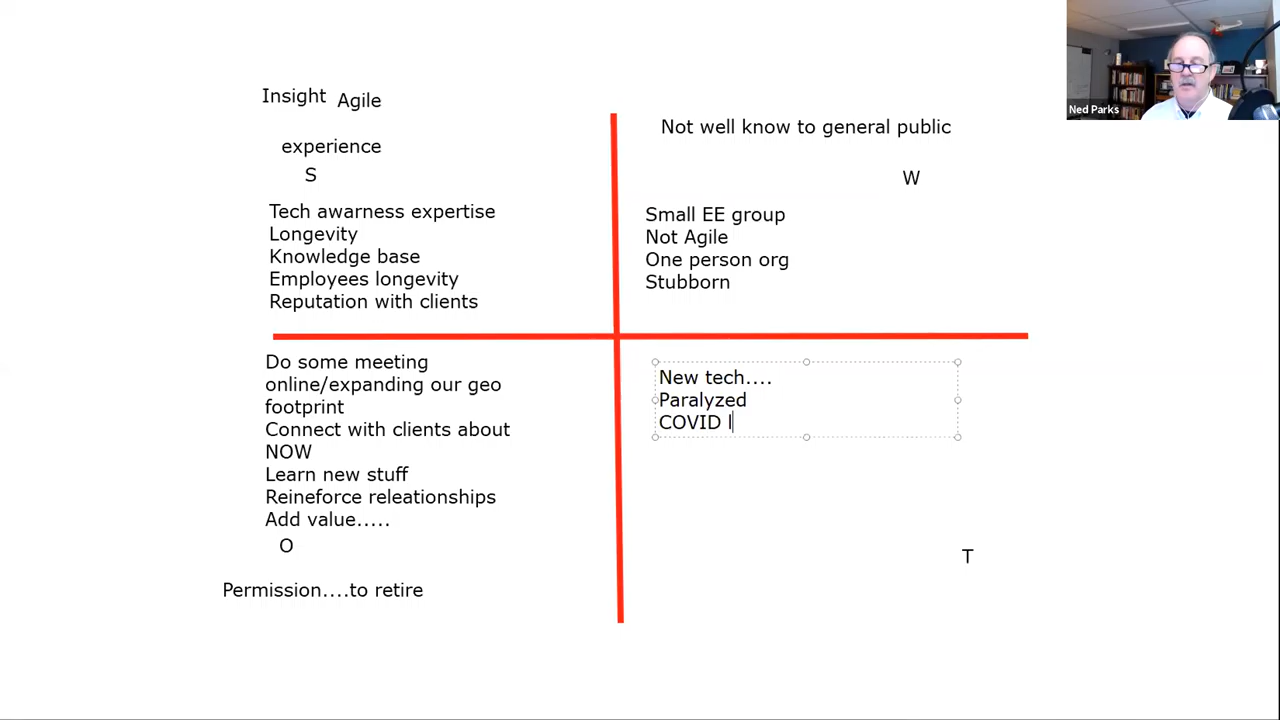 Ned Parks
Insight Agile
experience
S
Tech awarness expertise
Longevity
Knowledge base
Employees longevity
Reputation with clients
Not well know to general public
W
Small EE group
Not Agile
One person org
Stubborn
Do some meeting
online/expanding our geo
footprint
Connect with clients about
NOW
Learn new stuff
Reineforce releationships
Add value.....
O
Permission....to retire
New tech....
Paralyzed
COVID l
T